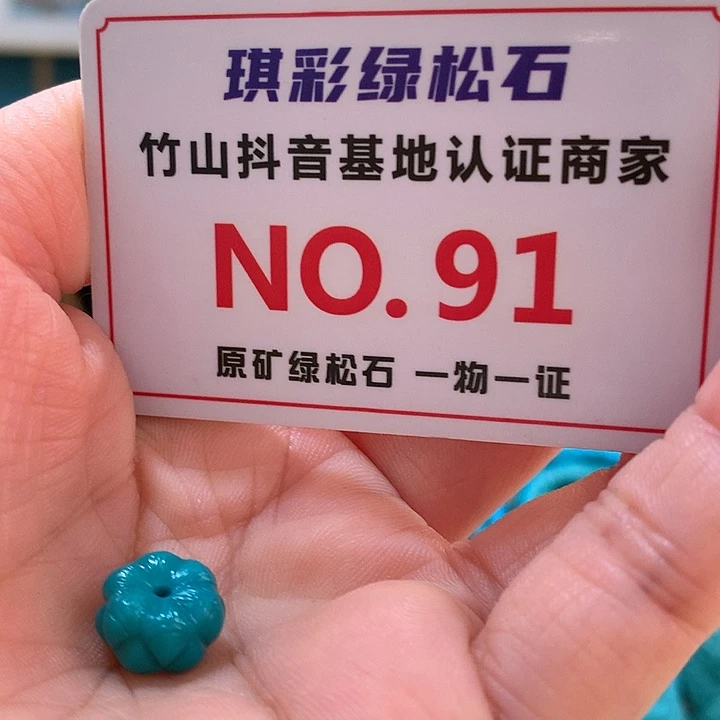 琪彩绿松石
竹山抖音基地认证商家
NO.91
原矿绿松石 一物一证